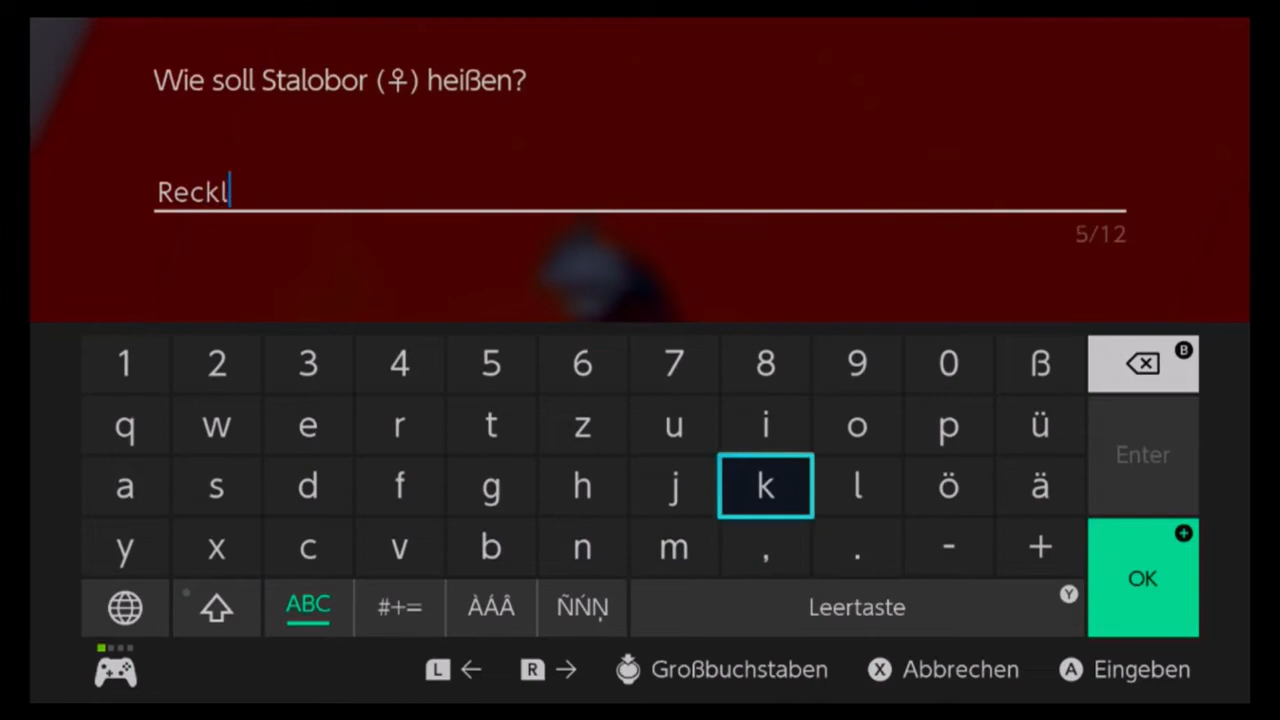 Wie soll Stalobor (♀) heißen?
Reckl
5/12
1 2 3 4 5 6 7 8 9 0 ß B
q w e r t z u i o p ü Enter
a s d f g h j k l ö ä
y x c v b n m , . - + OK
ABC #+= ÀÁÂ ÑŃŅ Leertaste Y
L ← R → Großbuchstaben X Abbrechen A Eingeben